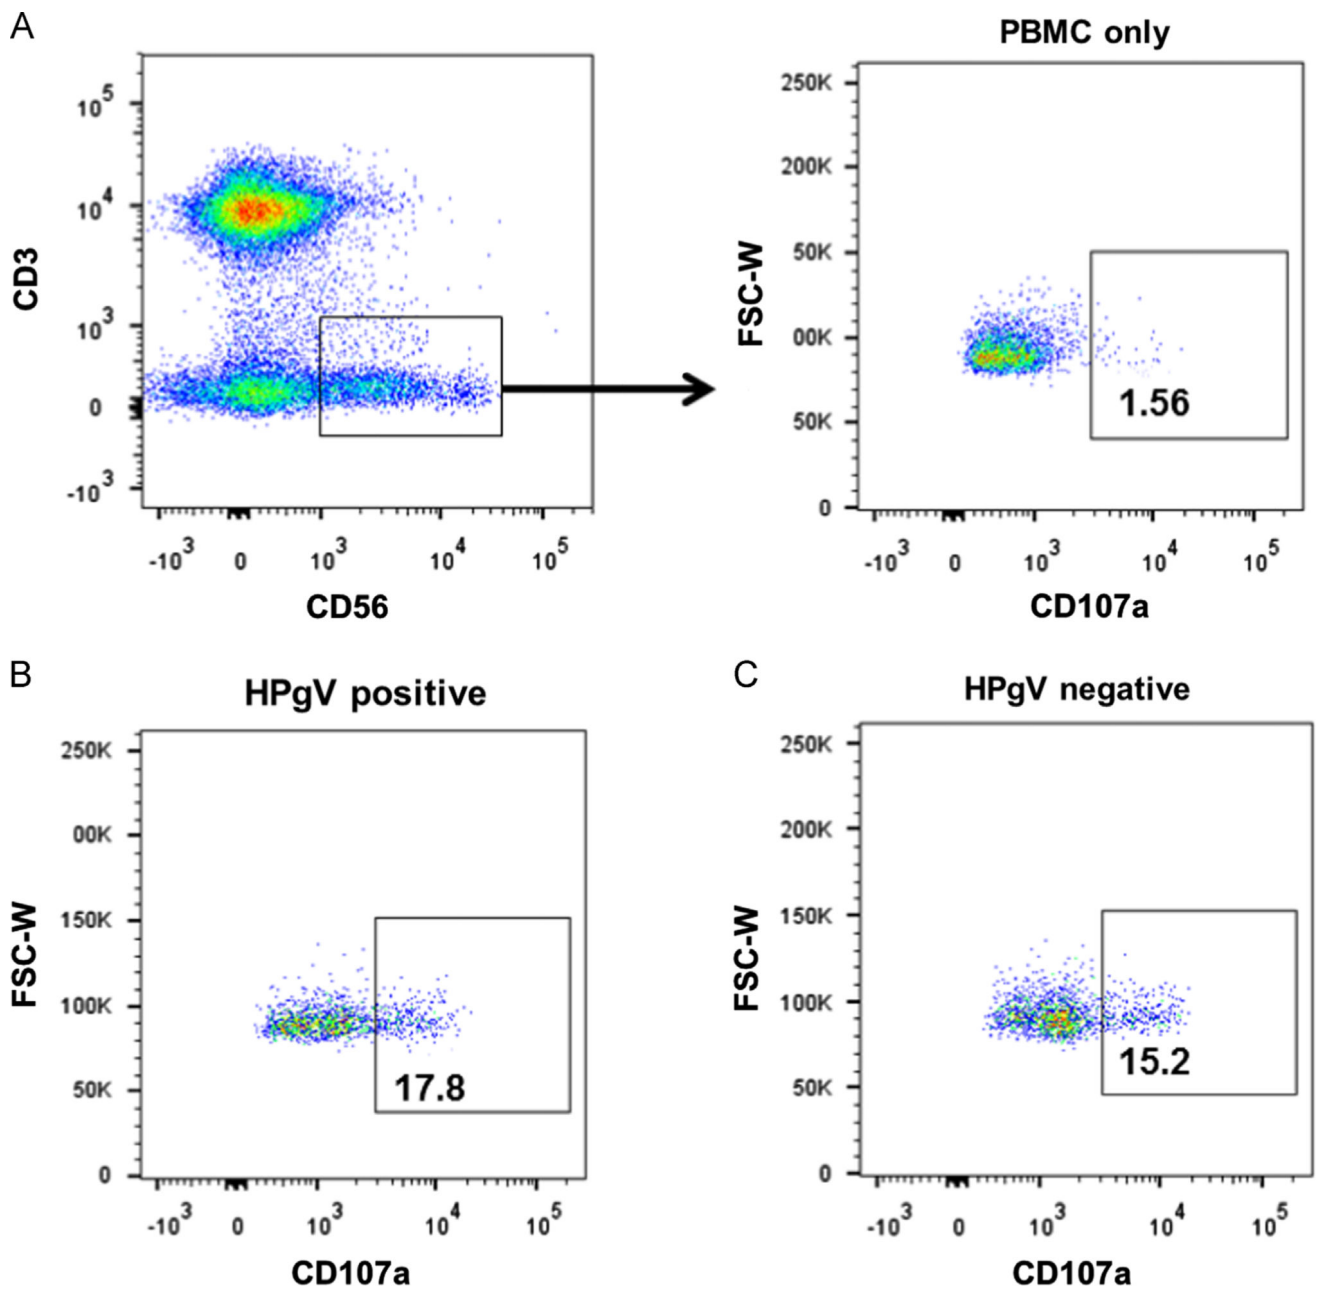 A
PBMC only
CD3
10^5
10^4
10^3
0
-10^3
-10^3 0 10^3 10^4 10^5
CD56
FSC-W
250K
200K
50K
00K
50K
0
1.56
-10^3 0 10^3 10^4 10^5
CD107a
B
HPgV positive
FSC-W
250K
00K
150K
100K
50K
0
17.8
-10^3 0 10^3 10^4 10^5
CD107a
C
HPgV negative
FSC-W
250K
200K
150K
100K
50K
0
15.2
-10^3 0 10^3 10^4 10^5
CD107a